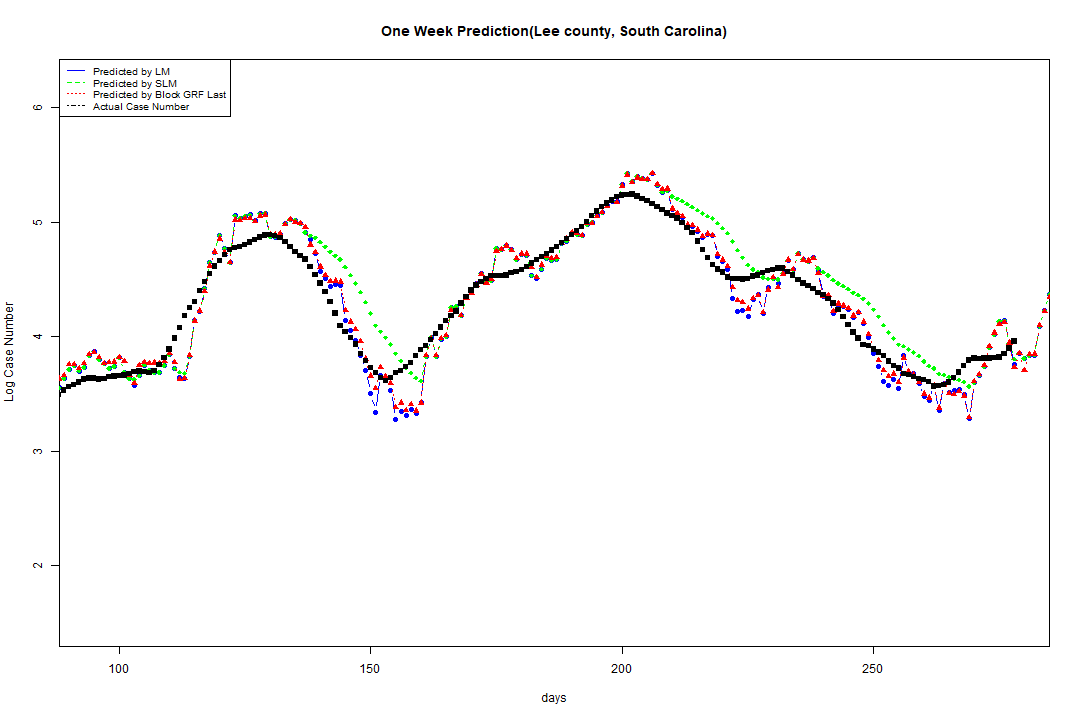 One Week Prediction(Lee county, South Carolina)
Predicted by LM
Predicted by SLM
Predicted by Block GRF Last
Actual Case Number
6
5
4
3
2
Log Case Number
100 150 200 250
days